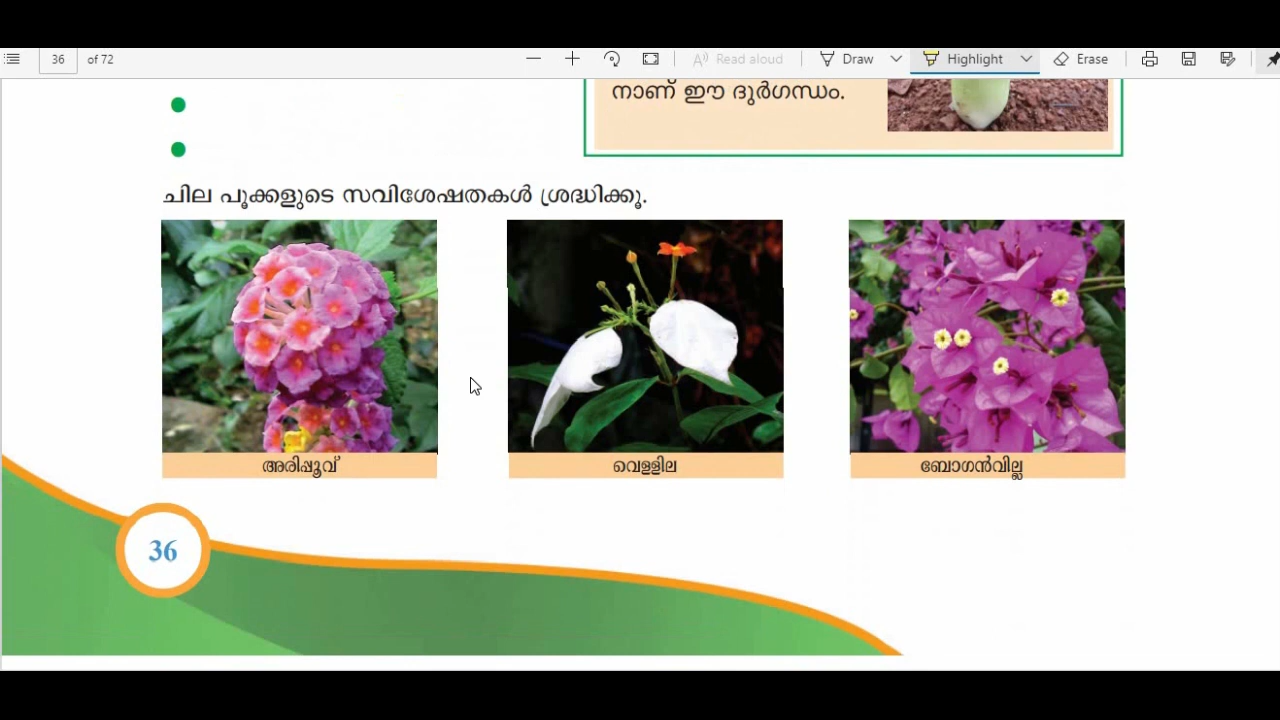 36 of 72 Read aloud Draw Highlight Erase
നാണ് ഈ ദുർഗന്ധം.
ചില പൂക്കളുടെ സവിശേഷതകൾ ശ്രദ്ധിക്കൂ.
അരിപ്പൂവ് വെള്ളില ബോഗൻവില്ല
36